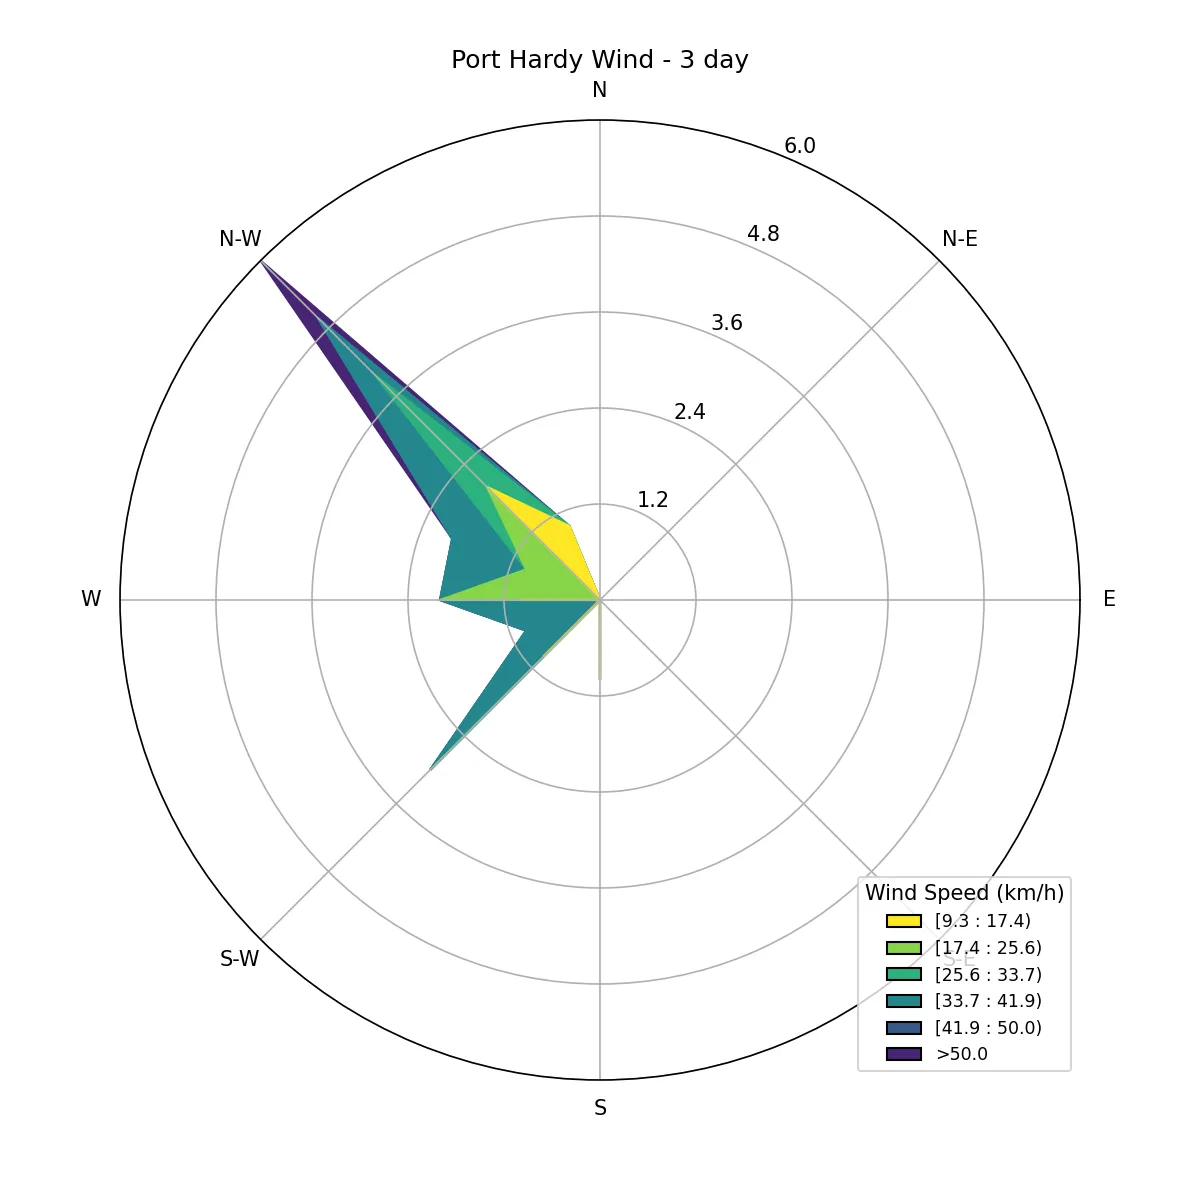 Port Hardy Wind - 3 day
N
6.0
N-W
N-E
4.8
3.6
2.4
1.2
W
E
S-W
S-E
S
Wind Speed (km/h)
[9.3 : 17.4)
[17.4 : 25.6)
[25.6 : 33.7)
[33.7 : 41.9)
[41.9 : 50.0)
>50.0